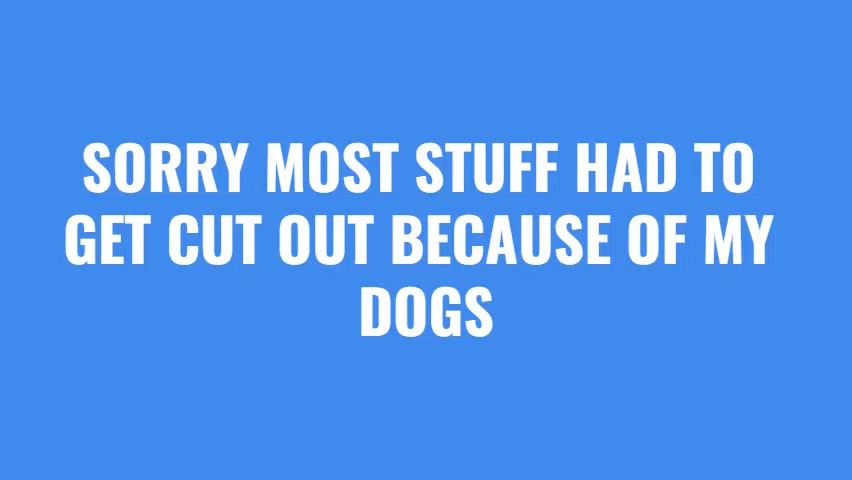 SORRY MOST STUFF HAD TO
GET CUT OUT BECAUSE OF MY
DOGS